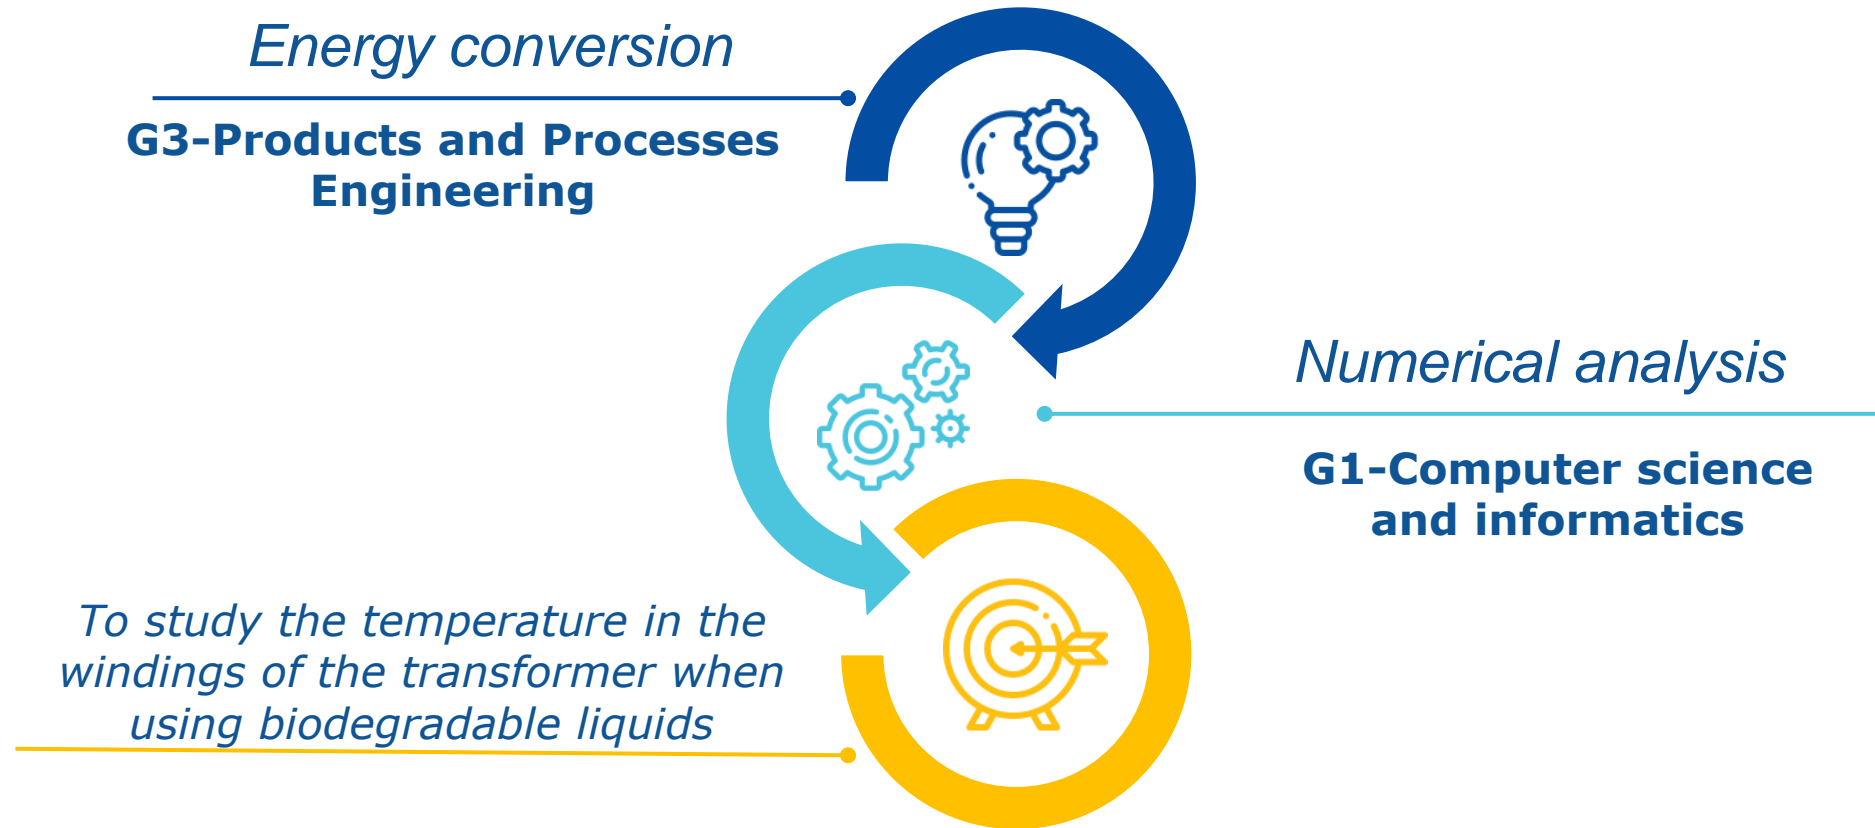 Energy conversion
G3-Products and Processes
Engineering
Numerical analysis
G1-Computer science
and informatics
To study the temperature in the
windings of the transformer when
using biodegradable liquids